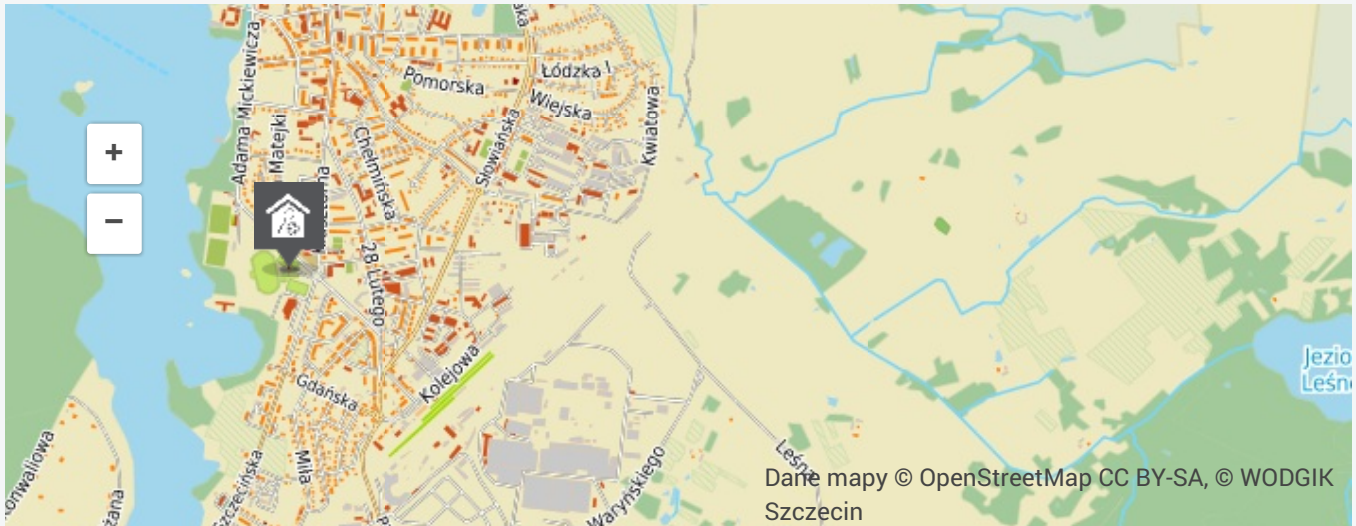 Adama Mickiewicza
Matejki
Pomorska
Łódzka
Wiejska
Kwiatowa
Słowiańska
Chełmińska
28 Lutego
+
−
Kolejowa
Gdańska
Miła
Szczecińska
Konwaliowa
Waryńskiego
Leśna
Jezio
Leśne
Dane mapy © OpenStreetMap CC BY-SA, © WODGIK
Szczecin